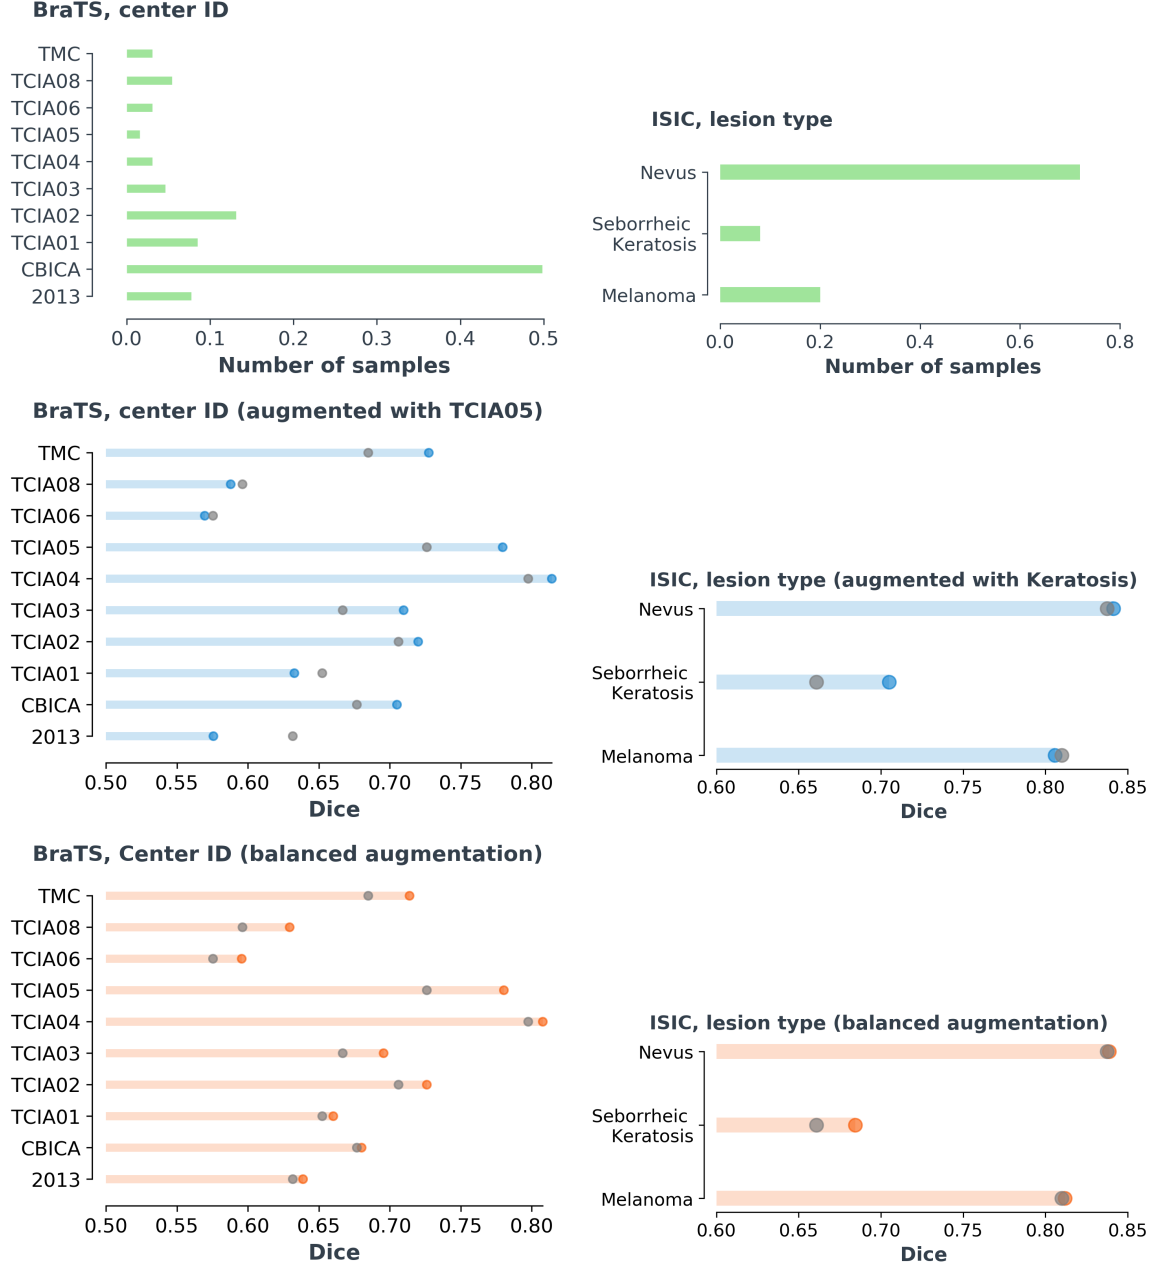 BraTS, center ID
TMC
TCIA08
TCIA06
TCIA05
TCIA04
TCIA03
TCIA02
TCIA01
CBICA
2013
0.0 0.1 0.2 0.3 0.4 0.5
Number of samples
ISIC, lesion type
Nevus
Seborrheic
Keratosis
Melanoma
0.0 0.2 0.4 0.6 0.8
Number of samples
BraTS, center ID (augmented with TCIA05)
TMC
TCIA08
TCIA06
TCIA05
TCIA04
TCIA03
TCIA02
TCIA01
CBICA
2013
0.50 0.55 0.60 0.65 0.70 0.75 0.80
Dice
ISIC, lesion type (augmented with Keratosis)
Nevus
Seborrheic
Keratosis
Melanoma
0.60 0.65 0.70 0.75 0.80 0.85
Dice
BraTS, Center ID (balanced augmentation)
TMC
TCIA08
TCIA06
TCIA05
TCIA04
TCIA03
TCIA02
TCIA01
CBICA
2013
0.50 0.55 0.60 0.65 0.70 0.75 0.80
Dice
ISIC, lesion type (balanced augmentation)
Nevus
Seborrheic
Keratosis
Melanoma
0.60 0.65 0.70 0.75 0.80 0.85
Dice